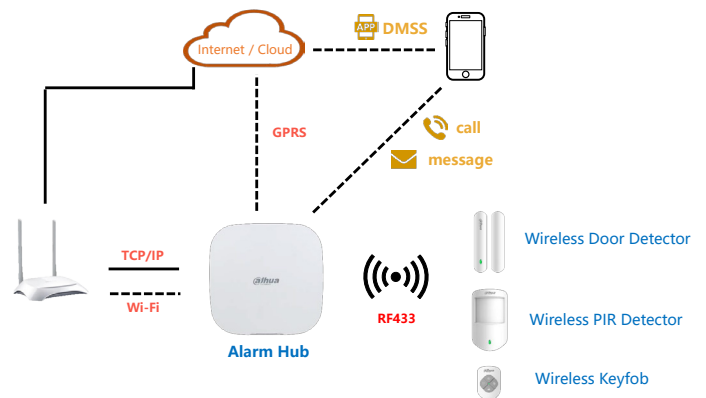 APP DMSS
Internet / Cloud
GPRS
call
message
TCP/IP
Wi-Fi
alhua
Alarm Hub
RF433
Wireless Door Detector
Wireless PIR Detector
Wireless Keyfob